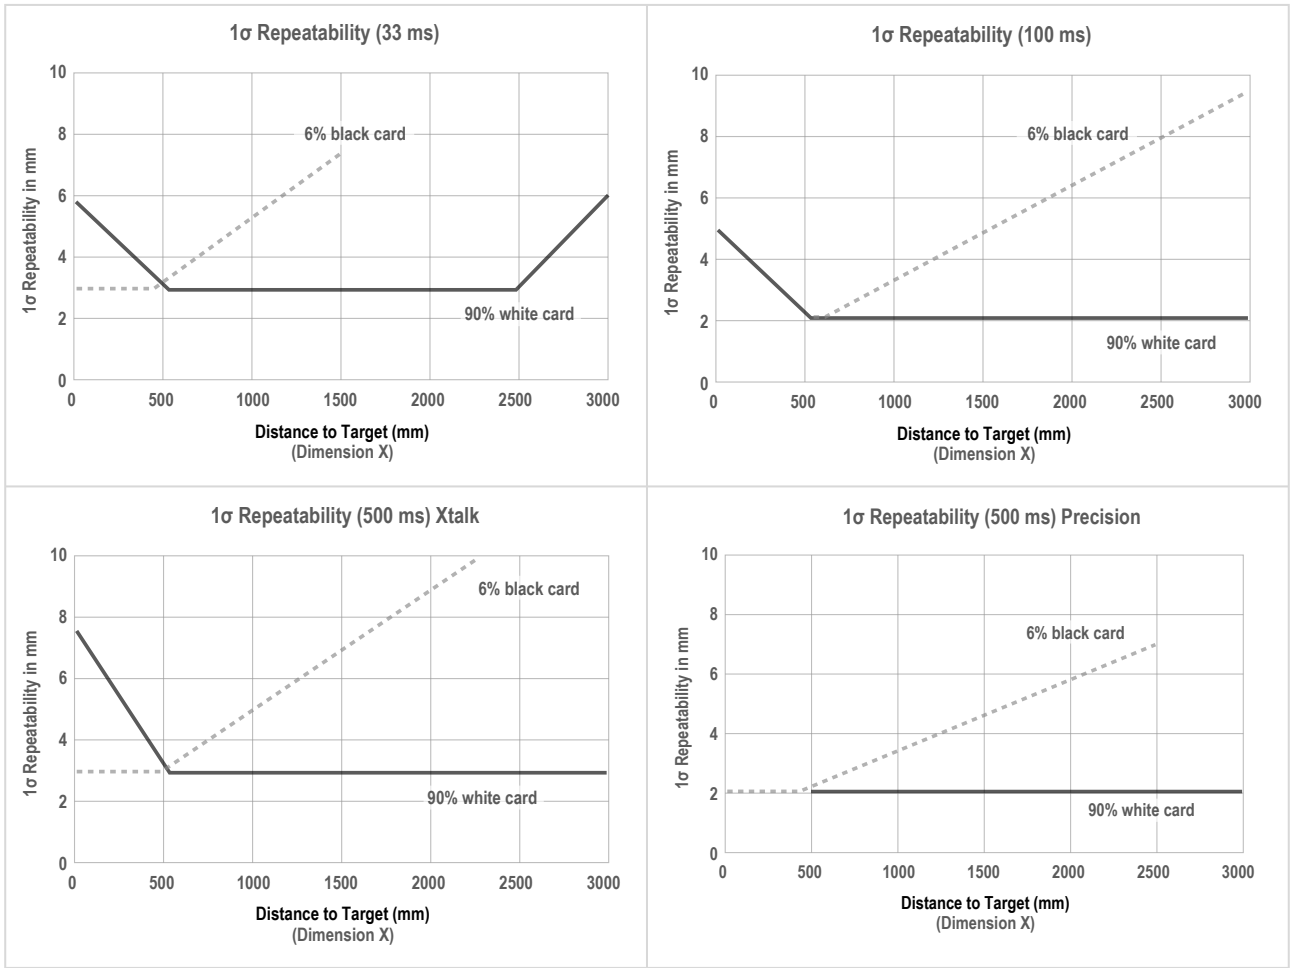 1σ Repeatability (33 ms)
1σ Repeatability in mm
10
8
6
4
2
0
6% black card
90% white card
0 500 1000 1500 2000 2500 3000
Distance to Target (mm)
(Dimension X)
1σ Repeatability (100 ms)
1σ Repeatability in mm
10
8
6
4
2
0
6% black card
90% white card
0 500 1000 1500 2000 2500 3000
Distance to Target (mm)
(Dimension X)
1σ Repeatability (500 ms) Xtalk
1σ Repeatability in mm
10
8
6
4
2
0
6% black card
90% white card
0 500 1000 1500 2000 2500 3000
Distance to Target (mm)
(Dimension X)
1σ Repeatability (500 ms) Precision
1σ Repeatability in mm
10
8
6
4
2
0
6% black card
90% white card
0 500 1000 1500 2000 2500 3000
Distance to Target (mm)
(Dimension X)